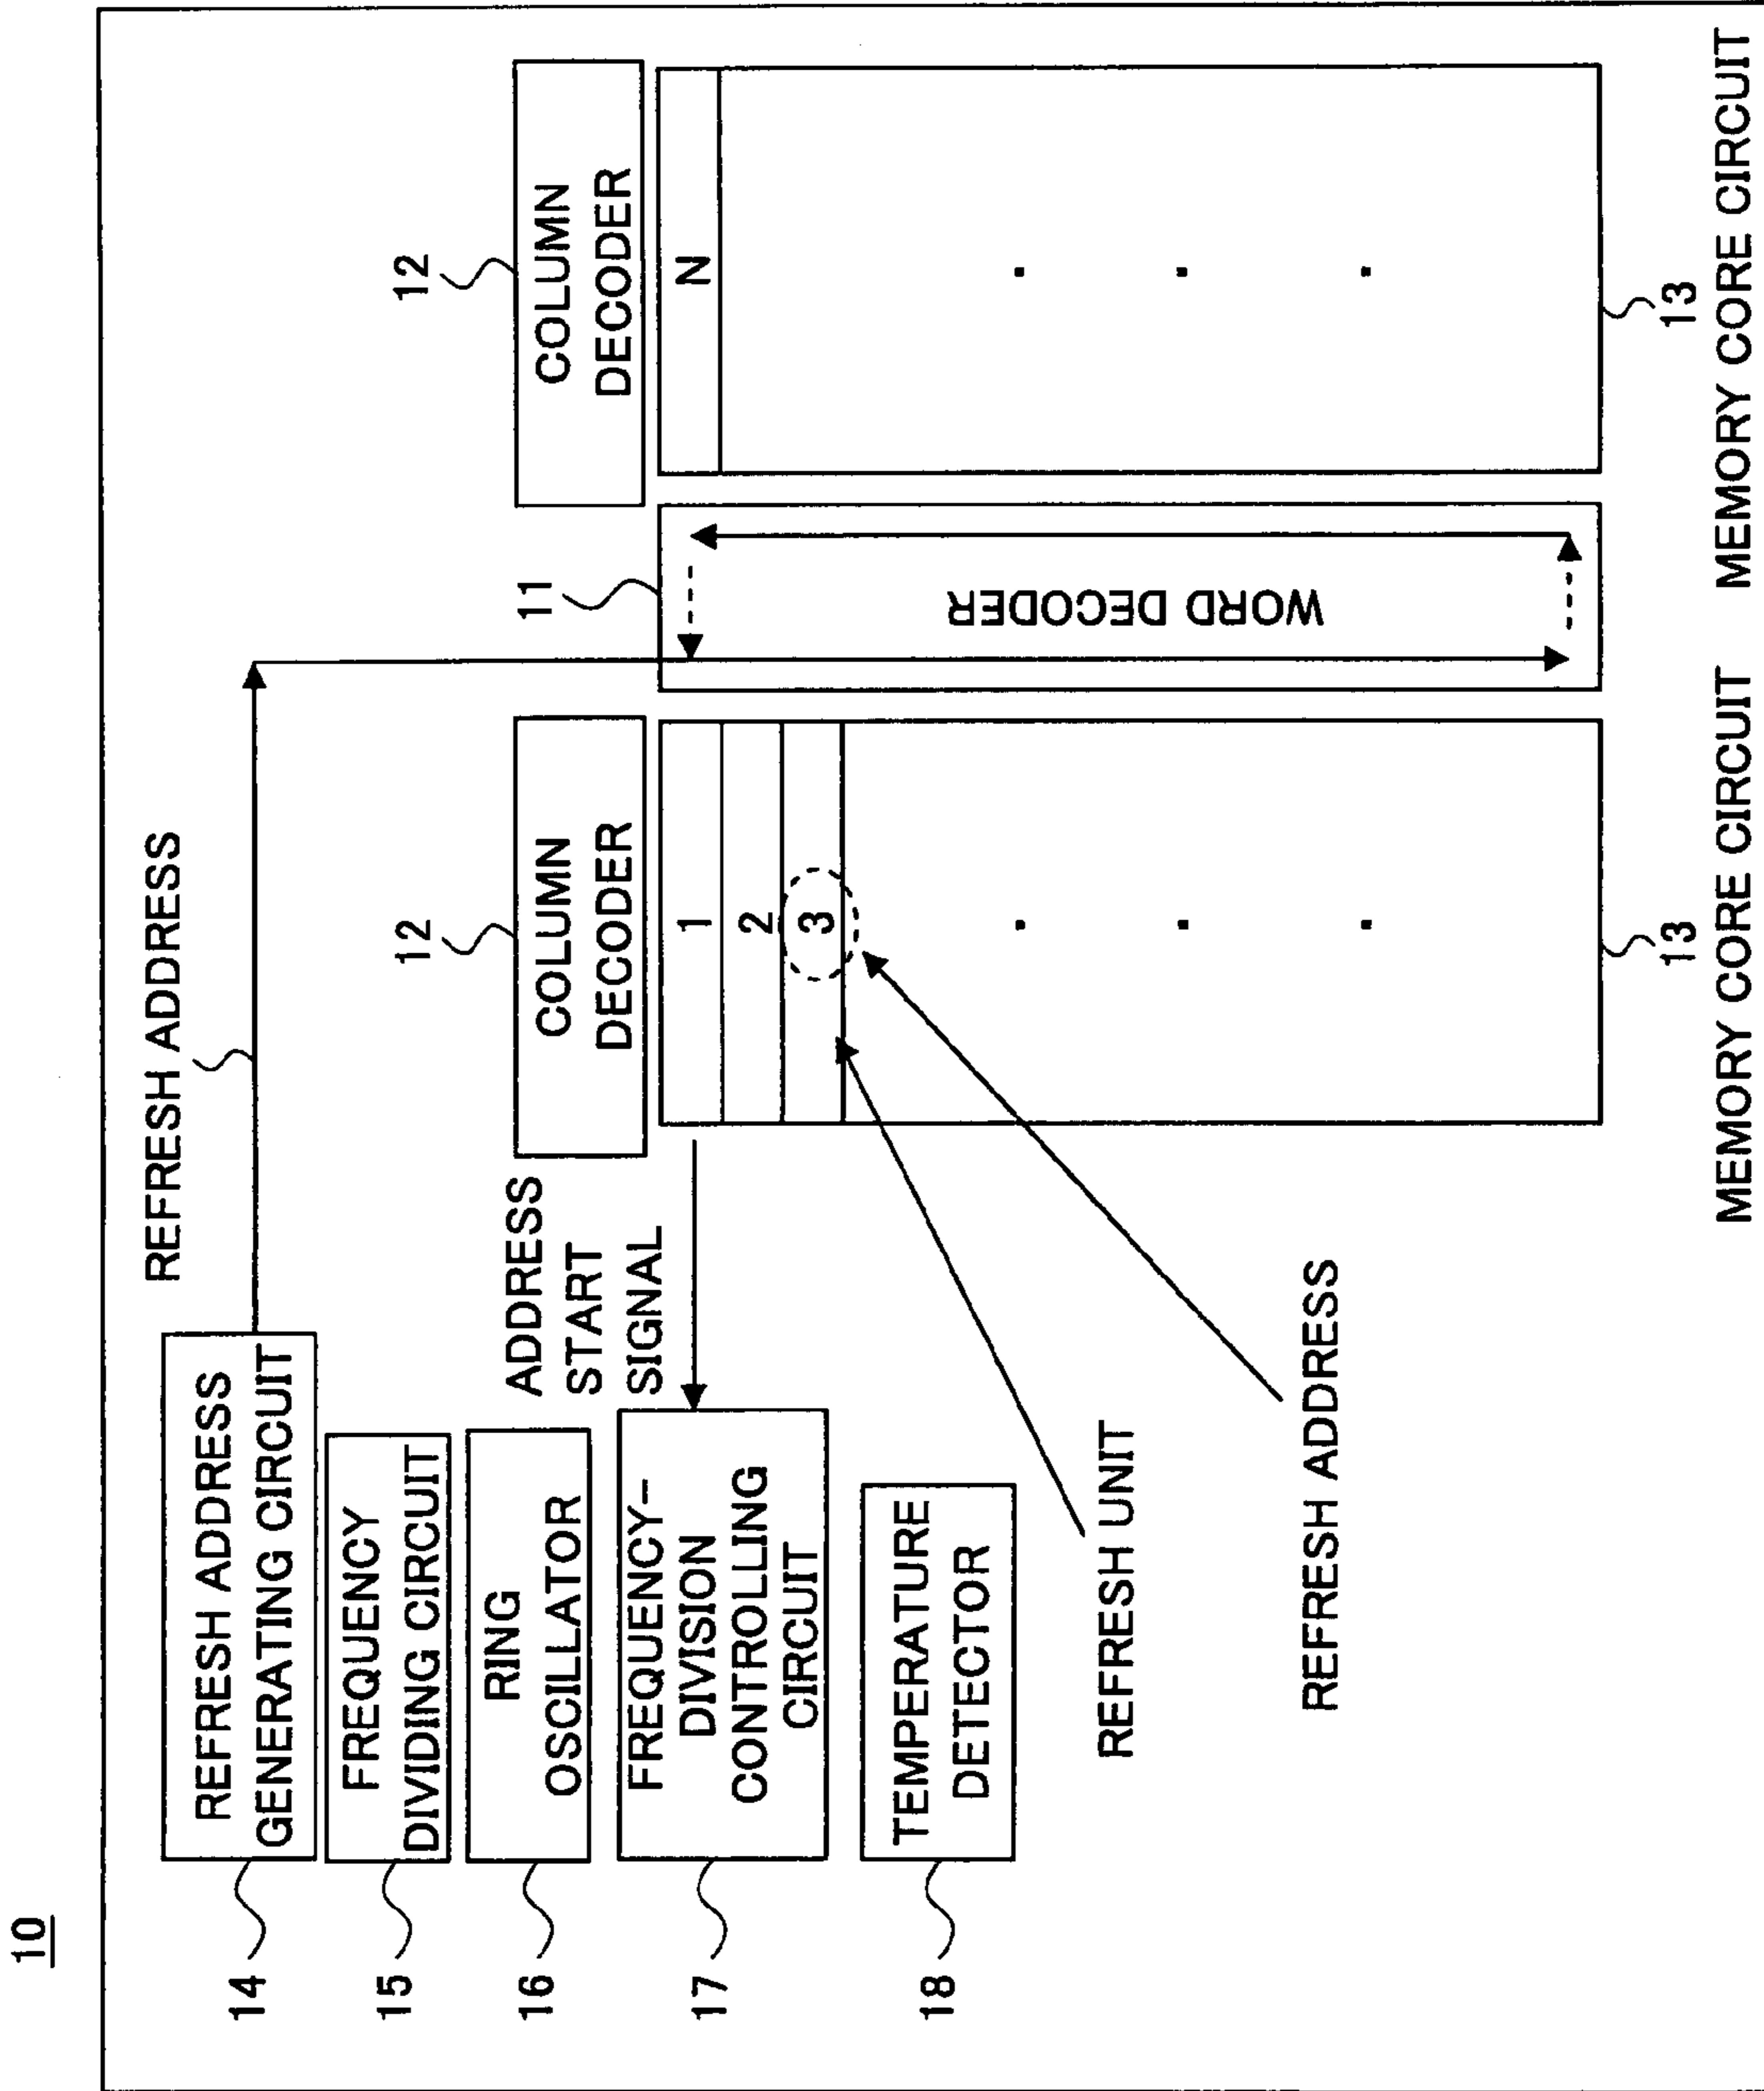 10
14
REFRESH ADDRESS
GENERATING CIRCUIT
15
FREQUENCY
DIVIDING CIRCUIT
16
RING
OSCILLATOR
17
FREQUENCY-
DIVISION
CONTROLLING
CIRCUIT
18
TEMPERATURE
DETECTOR
REFRESH ADDRESS
ADDRESS
START
SIGNAL
12
COLUMN
DECODER
1
2
3
.
.
.
13
MEMORY CORE CIRCUIT
REFRESH UNIT
REFRESH ADDRESS
11
WORD DECODER
12
COLUMN
DECODER
N
.
.
.
13
MEMORY CORE CIRCUIT